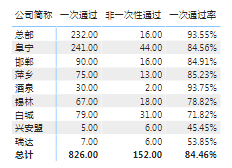 公司简称 一次通过 非一次性通过 一次通过率
总部 232.00 16.00 93.55%
阜宁 241.00 44.00 84.56%
邯郸 90.00 16.00 84.91%
萍乡 75.00 13.00 85.23%
酒泉 30.00 2.00 93.75%
锡林 67.00 18.00 78.82%
白城 79.00 31.00 71.82%
兴安盟 5.00 6.00 45.45%
瑞达 7.00 6.00 53.85%
总计 826.00 152.00 84.46%